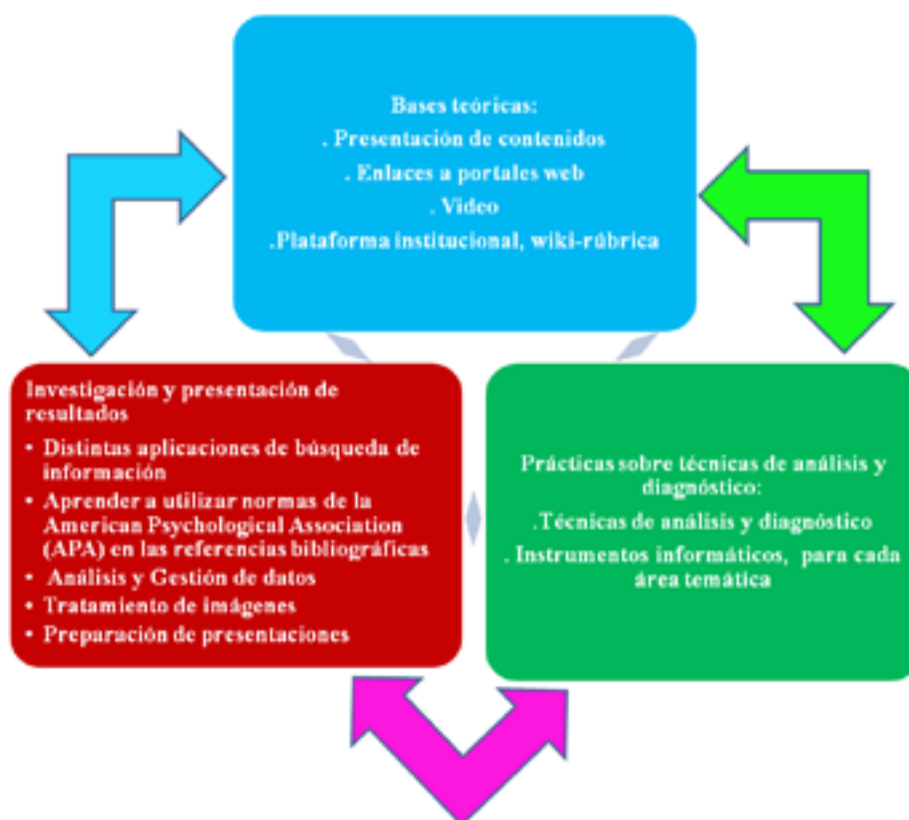 Bases teóricas:
. Presentación de contenidos
. Enlaces a portales web
. Video
.Plataforma institucional, wiki-rúbrica
Investigación y presentación de
resultados
• Distintas aplicaciones de búsqueda de
información
• Aprender a utilizar normas de la
American Psychological Association
(APA) en las referencias bibliográficas
• Análisis y Gestión de datos
• Tratamiento de imágenes
• Preparación de presentaciones
Prácticas sobre técnicas de análisis y
diagnóstico:
.Técnicas de análisis y diagnóstico
. Instrumentos informáticos, para cada
área temática